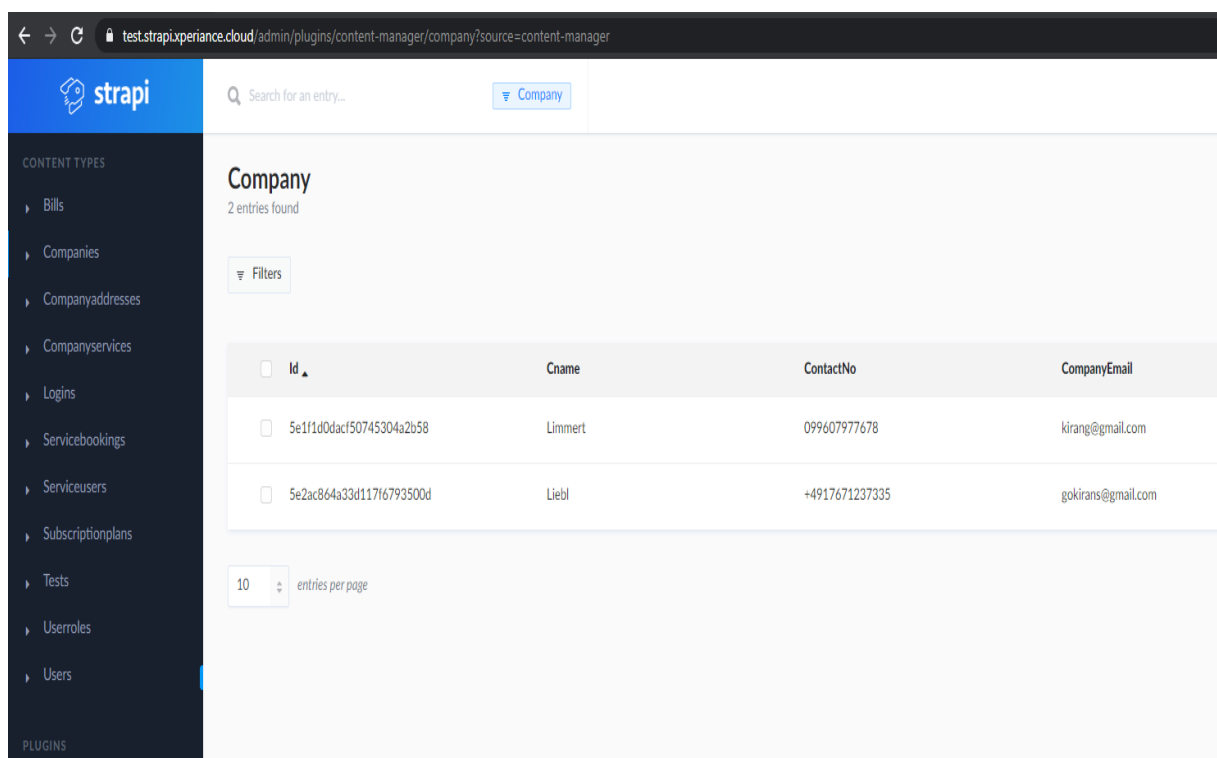 test.strapi.xperiance.cloud/admin/plugins/content-manager/company?source=content-manager
strapi
Search for an entry...
Company
CONTENT TYPES
Bills
Companies
Companyaddresses
Companyservices
Logins
Servicebookings
Serviceusers
Subscriptionplans
Tests
Userroles
Users
PLUGINS
Company
2 entries found
Filters
Id Cname ContactNo CompanyEmail
5e1f1d0dacf50745304a2b58 Limmert 099607977678 kirang@gmail.com
5e2ac864a33d117f6793500d Liebl +4917671237335 gokirans@gmail.com
10 entries per page